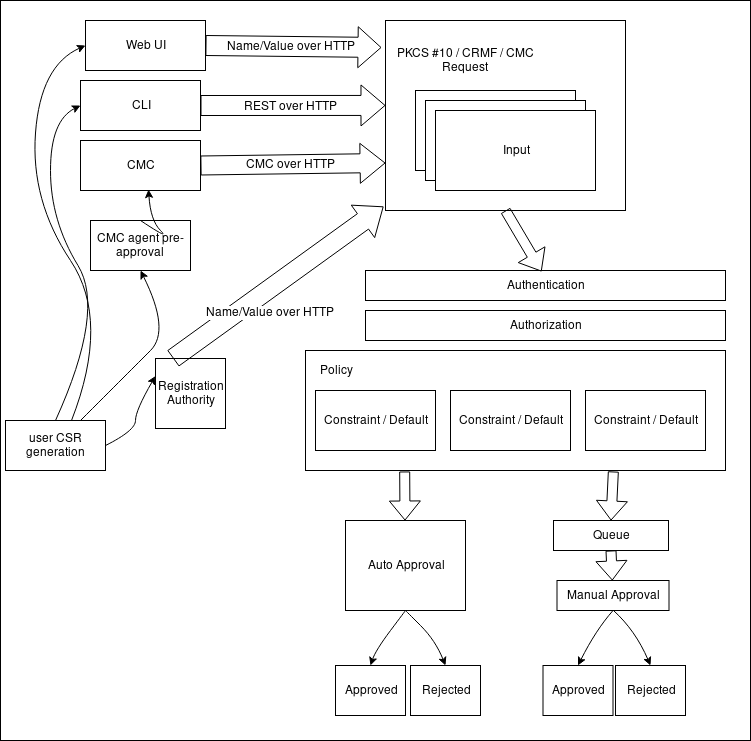 Web UI
Name/Value over HTTP
PKCS #10 / CRMF / CMC
Request
CLI
REST over HTTP
Input
CMC
CMC over HTTP
CMC agent pre-
approval
Authentication
Name/Value over HTTP
Authorization
Registration
Authority
Policy
Constraint / Default
Constraint / Default
Constraint / Default
user CSR
generation
Queue
Auto Approval
Manual Approval
Approved
Rejected
Approved
Rejected